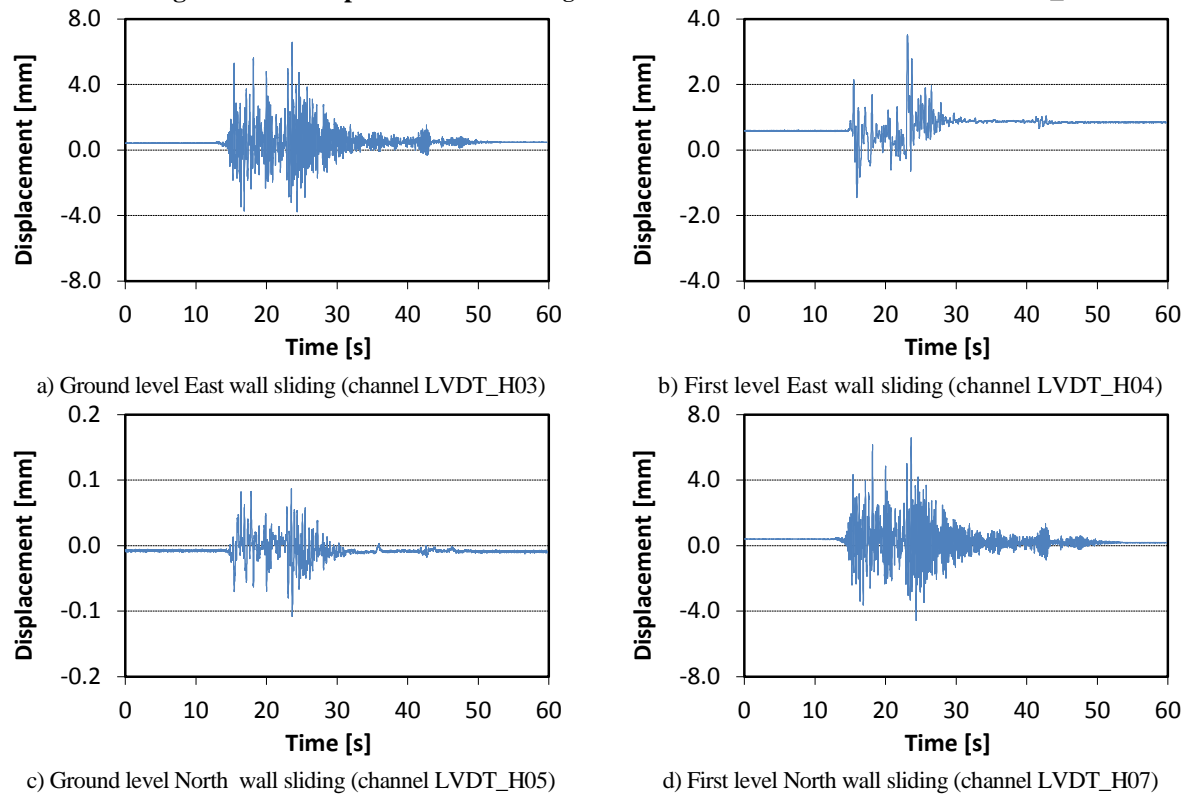 8.0
4.0
0.0
-4.0
-8.0
Displacement [mm]
0 10 20 30 40 50 60
Time [s]
a) Ground level East wall sliding (channel LVDT_H03)
4.0
2.0
0.0
-2.0
-4.0
Displacement [mm]
0 10 20 30 40 50 60
Time [s]
b) First level East wall sliding (channel LVDT_H04)
0.2
0.1
0.0
-0.1
-0.2
Displacement [mm]
0 10 20 30 40 50 60
Time [s]
c) Ground level North wall sliding (channel LVDT_H05)
8.0
4.0
0.0
-4.0
-8.0
Displacement [mm]
0 10 20 30 40 50 60
Time [s]
d) First level North wall sliding (channel LVDT_H07)